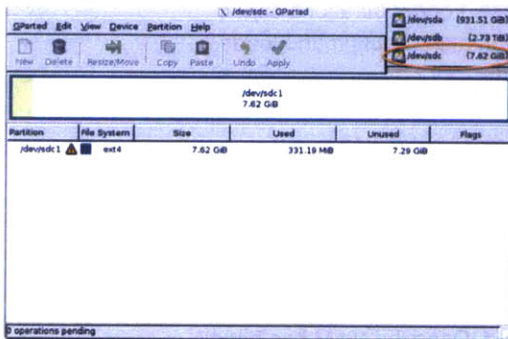 /dev/sdc - GParted
GParted Edit View Device Partition Help
/dev/sda (931.51 GiB)
/dev/sdb (2.73 TiB)
/dev/sdc (7.62 GiB)
New Delete Resize/Move Copy Paste Undo Apply
/dev/sdc1
7.62 GiB
Partition File System Size Used Unused Flags
/dev/sdc1 ext4 7.62 GiB 331.19 MiB 7.29 GiB
0 operations pending